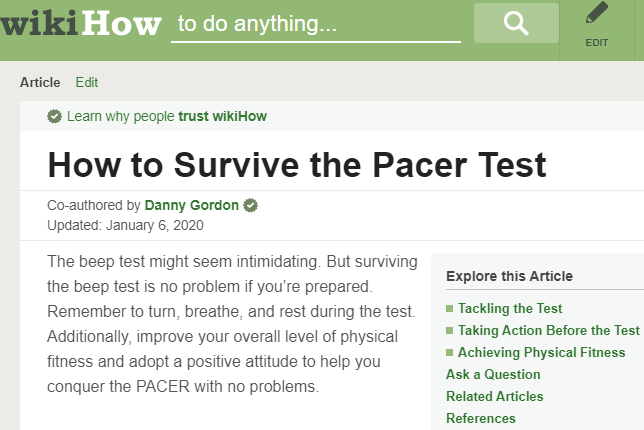 wikiHow to do anything...
EDIT
Article Edit
Learn why people trust wikiHow
How to Survive the Pacer Test
Co-authored by Danny Gordon
Updated: January 6, 2020
The beep test might seem intimidating. But surviving
the beep test is no problem if you’re prepared.
Remember to turn, breathe, and rest during the test.
Additionally, improve your overall level of physical
fitness and adopt a positive attitude to help you
conquer the PACER with no problems.
Explore this Article
Tackling the Test
Taking Action Before the Test
Achieving Physical Fitness
Ask a Question
Related Articles
References